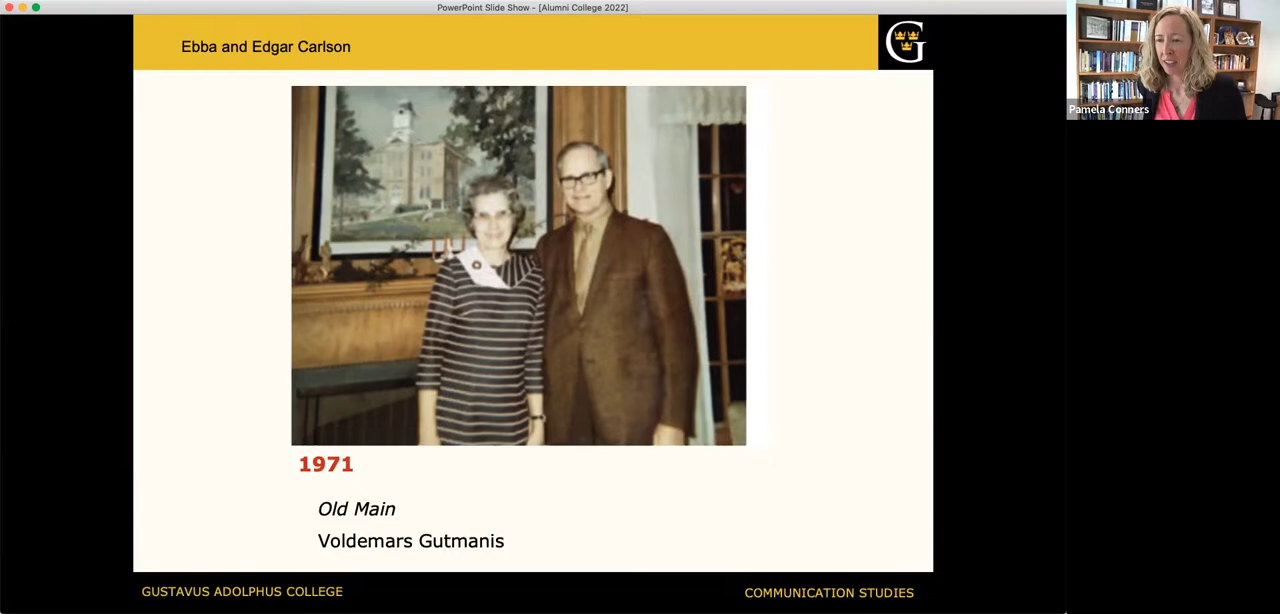 PowerPoint Slide Show - [Alumni College 2022]
Ebba and Edgar Carlson
G
Pamela Conners
1971
Old Main
Voldemars Gutmanis
GUSTAVUS ADOLPHUS COLLEGE
COMMUNICATION STUDIES